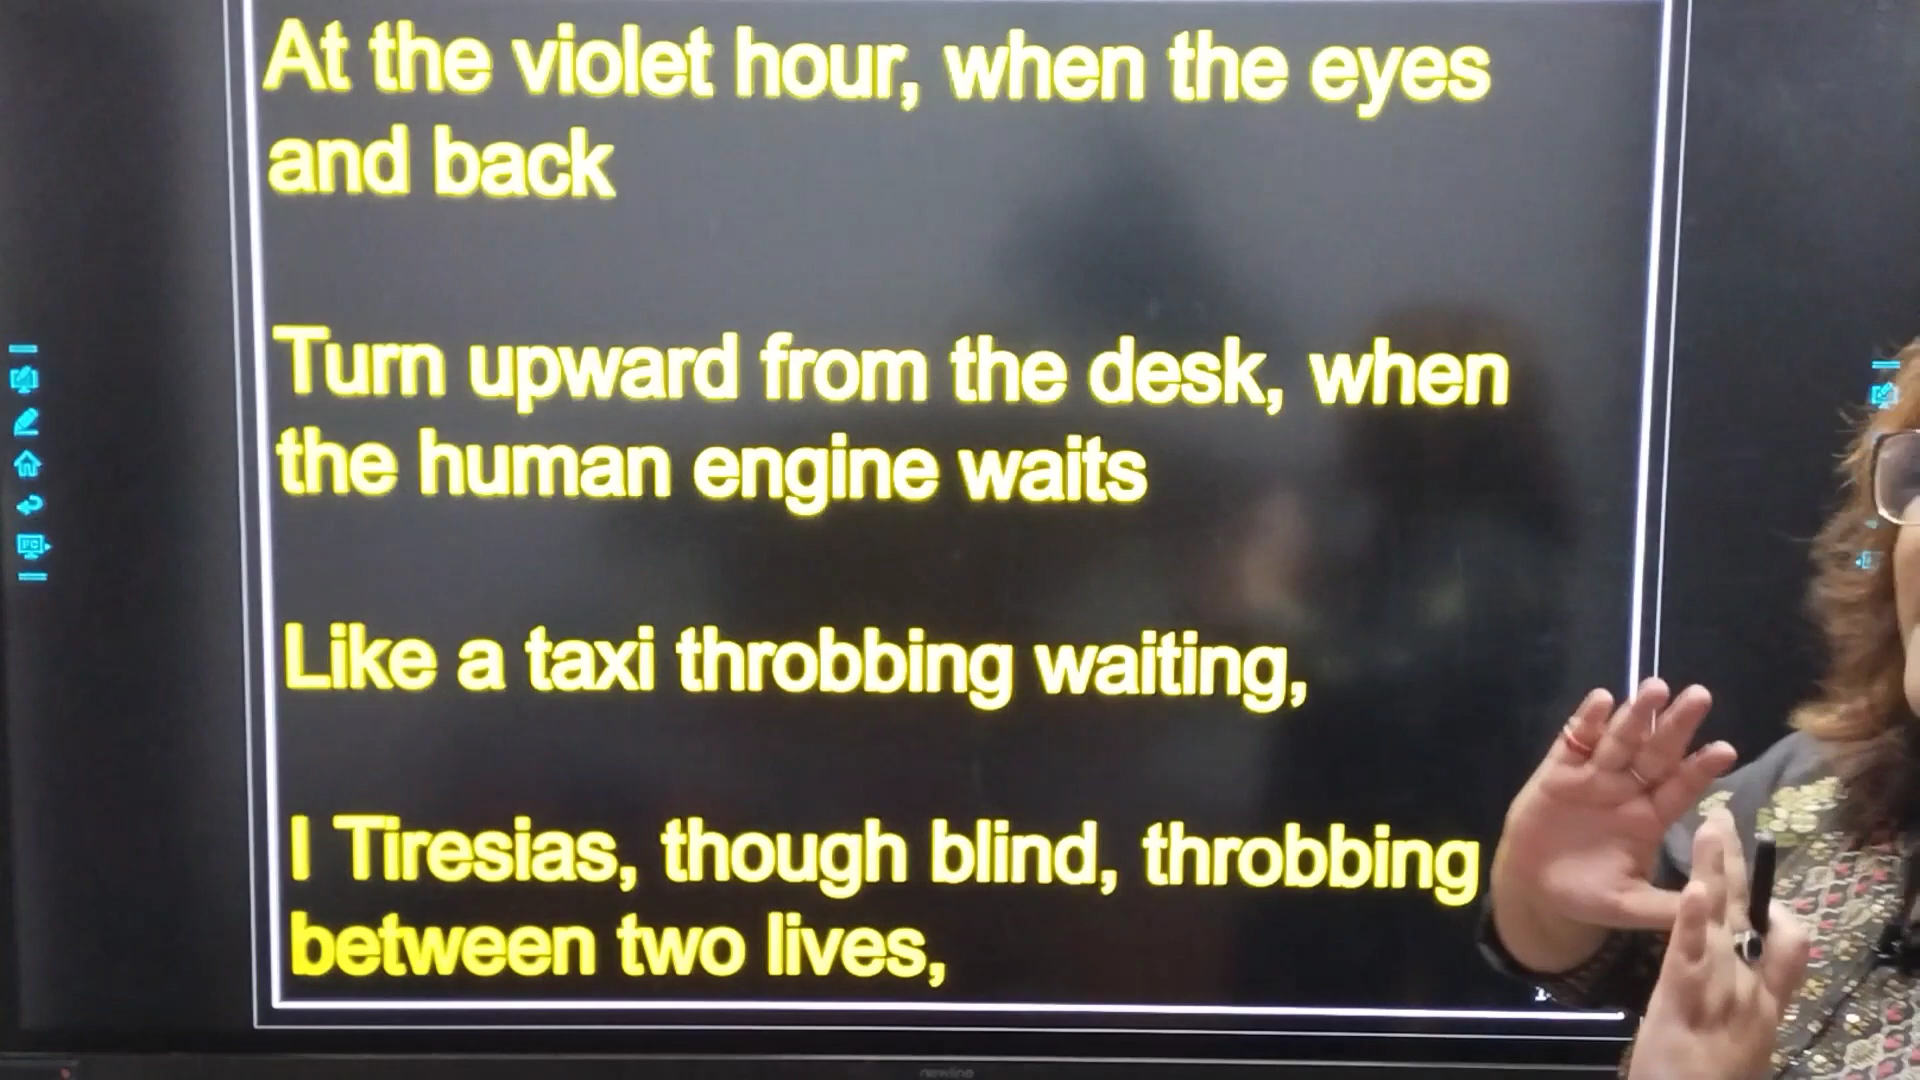 At the violet hour, when the eyes
and back
Turn upward from the desk, when
the human engine waits
Like a taxi throbbing waiting,
I Tiresias, though blind, throbbing
between two lives,
newline